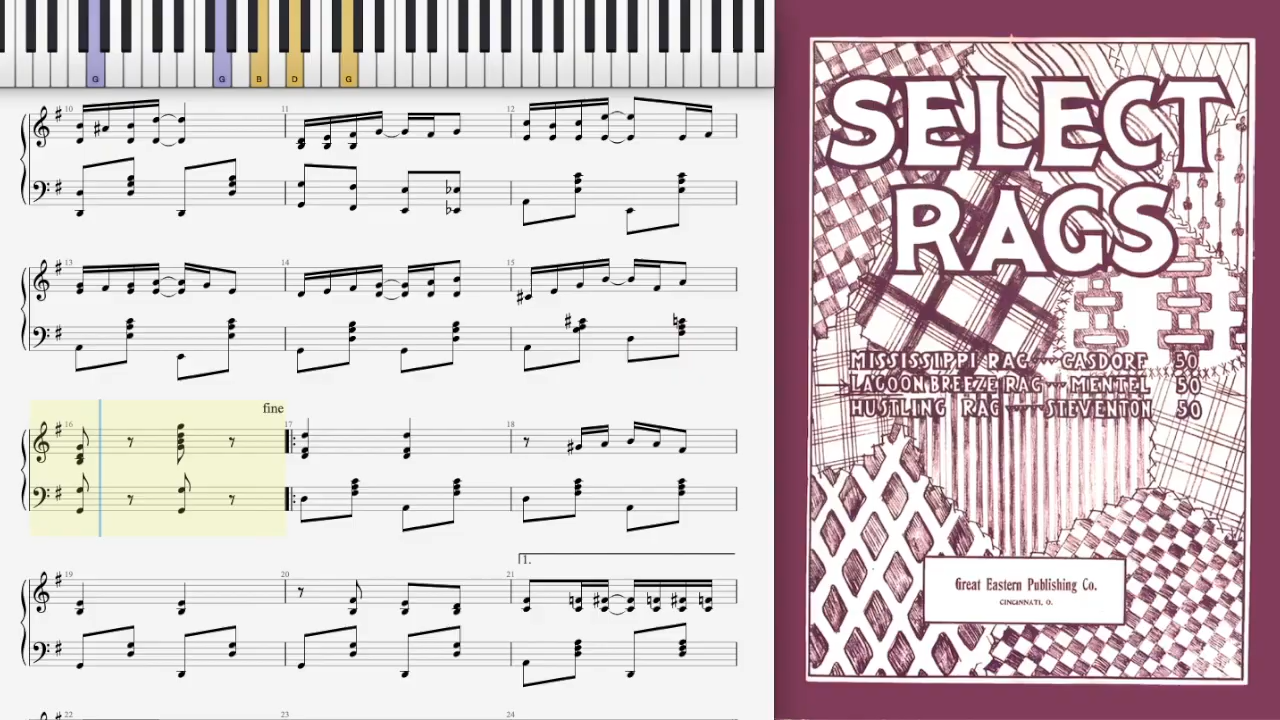 G G B D G
10 11 12
13 14 15
fine
16 17 18
1.
19 20 21
22 23 24
SELECT
RAGS
MISSISSIPPI RAG CASDORF 50
LAGOON BREEZE RAG MENTEL 50
HUSTLING RAG STEVENTON 50
Great Eastern Publishing Co.
CINCINNATI, O.